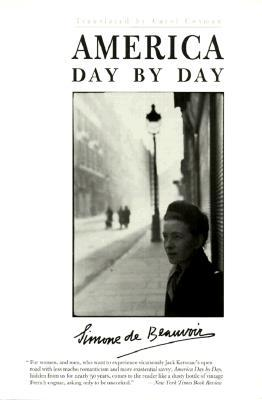 Translated by Carol Cosman
AMERICA
DAY BY DAY
Simone de Beauvoir
"For women, and men, who want to experience vicariously Jack Kerouac's open
road with less macho romanticism and more existential savvy, America Day by Day,
hidden from us for nearly 50 years, comes to the reader like a dusty bottle of vintage
French cognac, asking only to be uncorked." New York Times Book Review